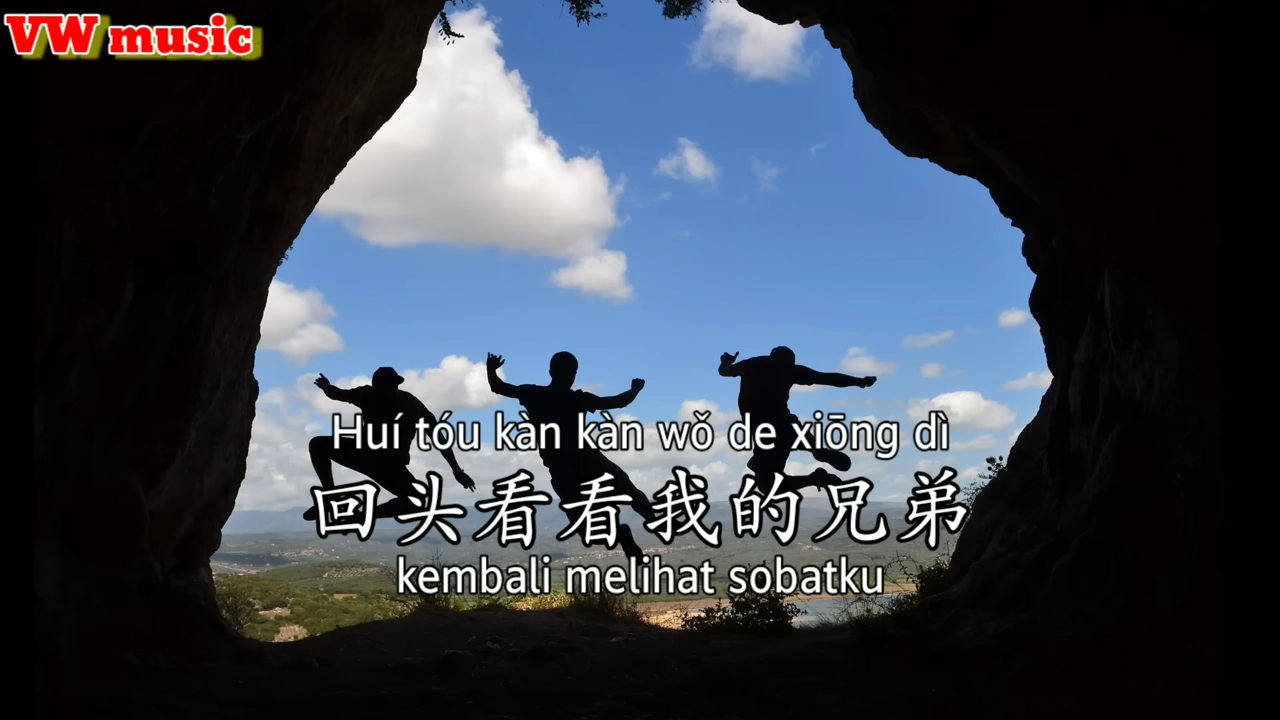 VW music
Huí tóu kàn kàn wǒ de xiōng dì
回头看看我的兄弟
kembali melihat sobatku